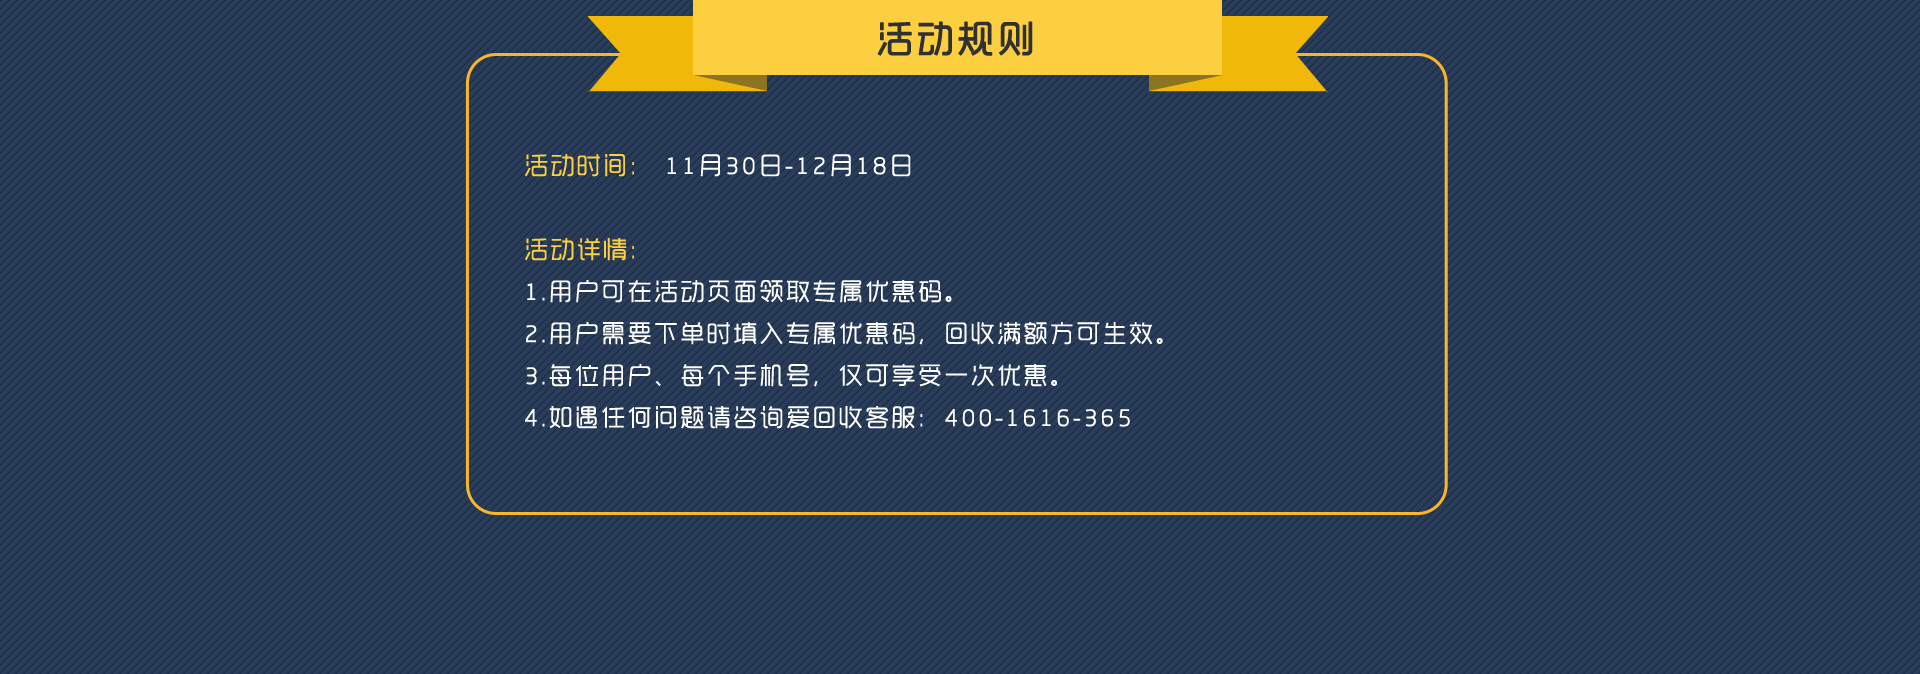 活动规则
活动时间： 11月30日-12月18日
活动详情：
1.用户可在活动页面领取专属优惠码。
2.用户需要下单时填入专属优惠码，回收满额方可生效。
3.每位用户、每个手机号，仅可享受一次优惠。
4.如遇任何问题请咨询爱回收客服：400-1616-365